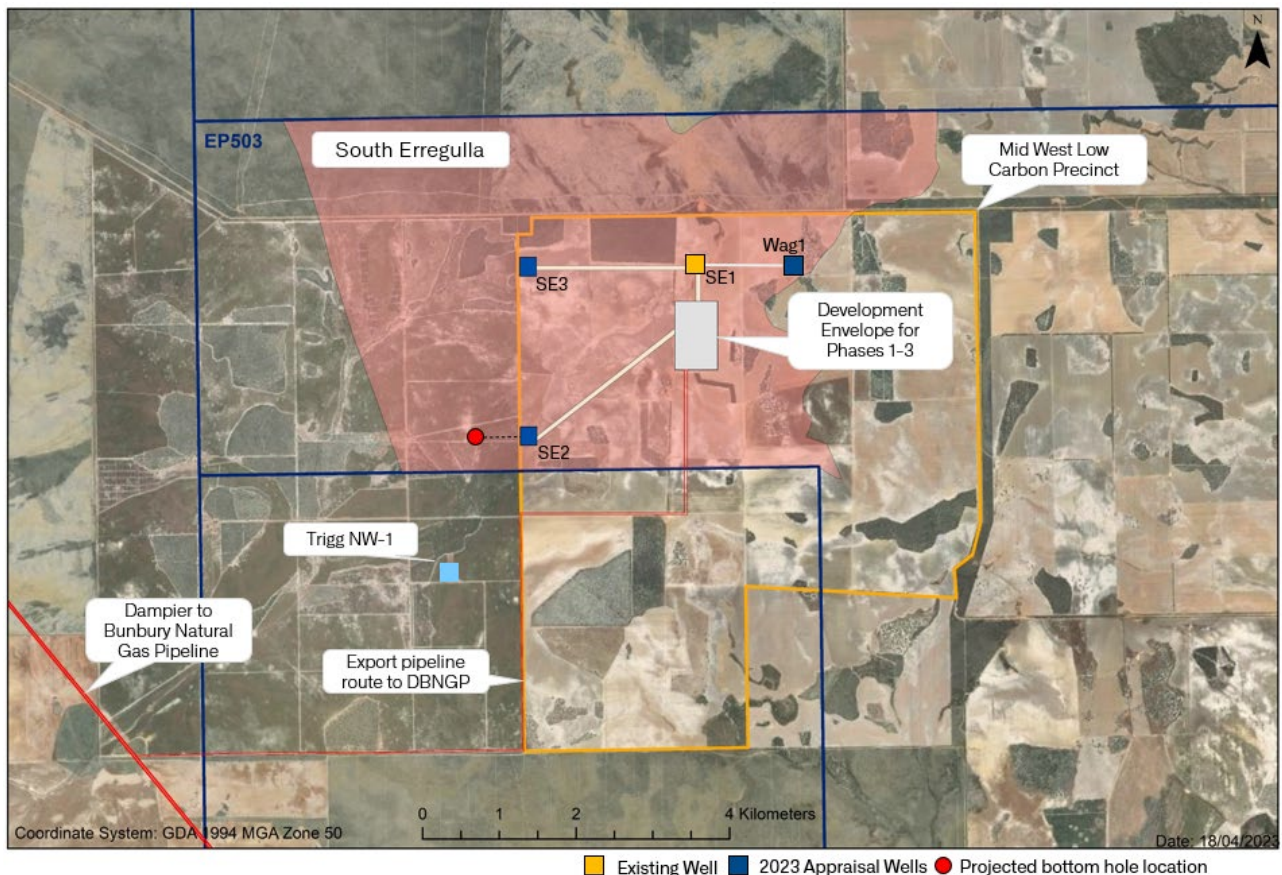 N
EP503
South Erregulla
Mid West Low
Carbon Precinct
Wag1
SE3
SE1
Development
Envelope for
Phases 1-3
SE2
Trigg NW-1
Dampier to
Bunbury Natural
Gas Pipeline
Export pipeline
route to DBNGP
0 1 2 4 Kilometers
Coordinate System: GDA 1994 MGA Zone 50
Date: 18/04/2023
Existing Well 2023 Appraisal Wells Projected bottom hole location